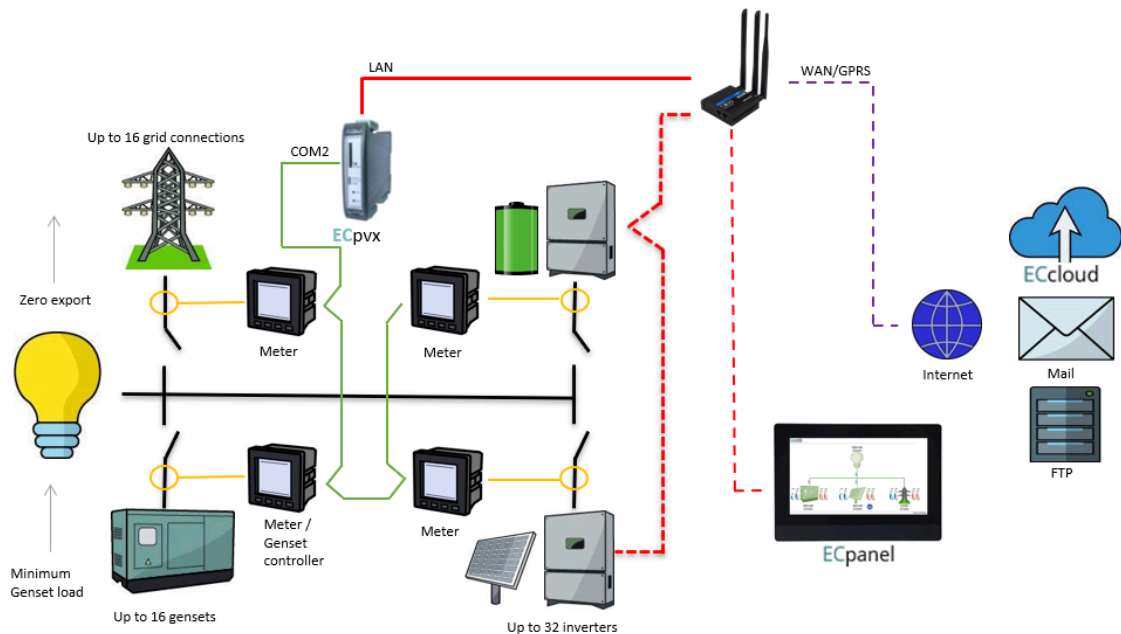 LAN
WAN/GPRS
Up to 16 grid connections
COM2
ECpvx
ECcloud
Zero export
Meter
Meter
Internet
Mail
FTP
Meter /
Genset
controller
Meter
ECpanel
Minimum
Genset load
Up to 16 gensets
Up to 32 inverters